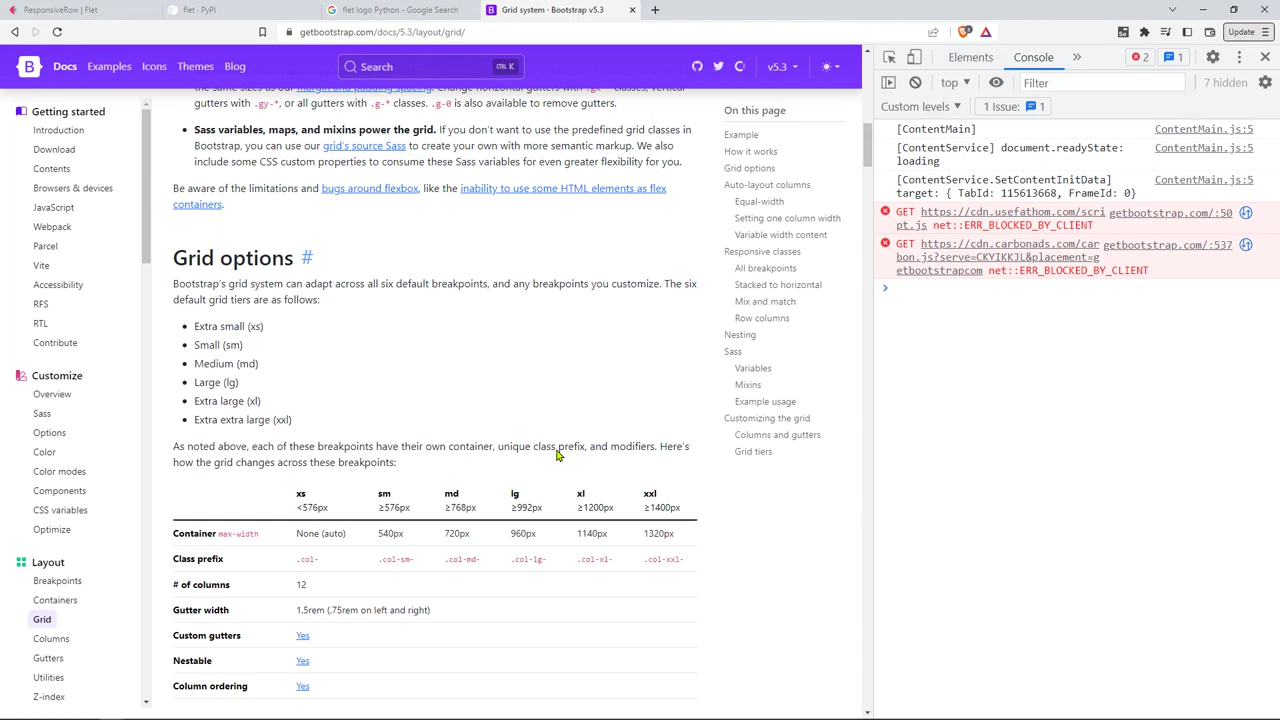 ResponsiveRow | Flet
flet · PyPI
fiet logo Python - Google Search
Grid system · Bootstrap v5.3
getbootstrap.com/docs/5.3/layout/grid/
Update
Docs
Examples
Icons
Themes
Blog
Search
CTRL K
v5.3
Getting started
Introduction
Download
Contents
Browsers & devices
JavaScript
Webpack
Parcel
Vite
Accessibility
RFS
RTL
Contribute
Customize
Overview
Sass
Options
Color
Color modes
Components
CSS variables
Optimize
Layout
Breakpoints
Containers
Grid
Columns
Gutters
Utilities
Z-index
gutters with .gy-*, or all gutters with .g-* classes. .g-0 is also available to remove gutters.
Sass variables, maps, and mixins power the grid. If you don't want to use the predefined grid classes in
Bootstrap, you can use our grid's source Sass to create your own with more semantic markup. We also
include some CSS custom properties to consume these Sass variables for even greater flexibility for you.
Be aware of the limitations and bugs around flexbox, like the inability to use some HTML elements as flex
containers.
Grid options #
Bootstrap's grid system can adapt across all six default breakpoints, and any breakpoints you customize. The six
default grid tiers are as follows:
Extra small (xs)
Small (sm)
Medium (md)
Large (lg)
Extra large (xl)
Extra extra large (xxl)
As noted above, each of these breakpoints have their own container, unique class prefix, and modifiers. Here's
how the grid changes across these breakpoints:
xs sm md lg xl xxl
<576px ≥576px ≥768px ≥992px ≥1200px ≥1400px
Container max-width None (auto) 540px 720px 960px 1140px 1320px
Class prefix .col- .col-sm- .col-md- .col-lg- .col-xl- .col-xxl-
# of columns 12
Gutter width 1.5rem (.75rem on left and right)
Custom gutters Yes
Nestable Yes
Column ordering Yes
On this page
Example
How it works
Grid options
Auto-layout columns
Equal-width
Setting one column width
Variable width content
Responsive classes
All breakpoints
Stacked to horizontal
Mix and match
Row columns
Nesting
Sass
Variables
Mixins
Example usage
Customizing the grid
Columns and gutters
Grid tiers
Elements
Console
2
1
top
Filter
7 hidden
Custom levels
1 Issue: 1
[ContentMain] ContentMain.js:5
[ContentService] document.readyState: ContentMain.js:5
loading
[ContentService.SetContentInitData] ContentMain.js:5
target: { TabId: 115613668, FrameId: 0}
GET https://cdn.usefathom.com/scri getbootstrap.com/:50
pt.js net::ERR_BLOCKED_BY_CLIENT
GET https://cdn.carbonads.com/car getbootstrap.com/:537
bon.js?serve=CKYIKKJL&placement=g
etbootstrapcom net::ERR_BLOCKED_BY_CLIENT